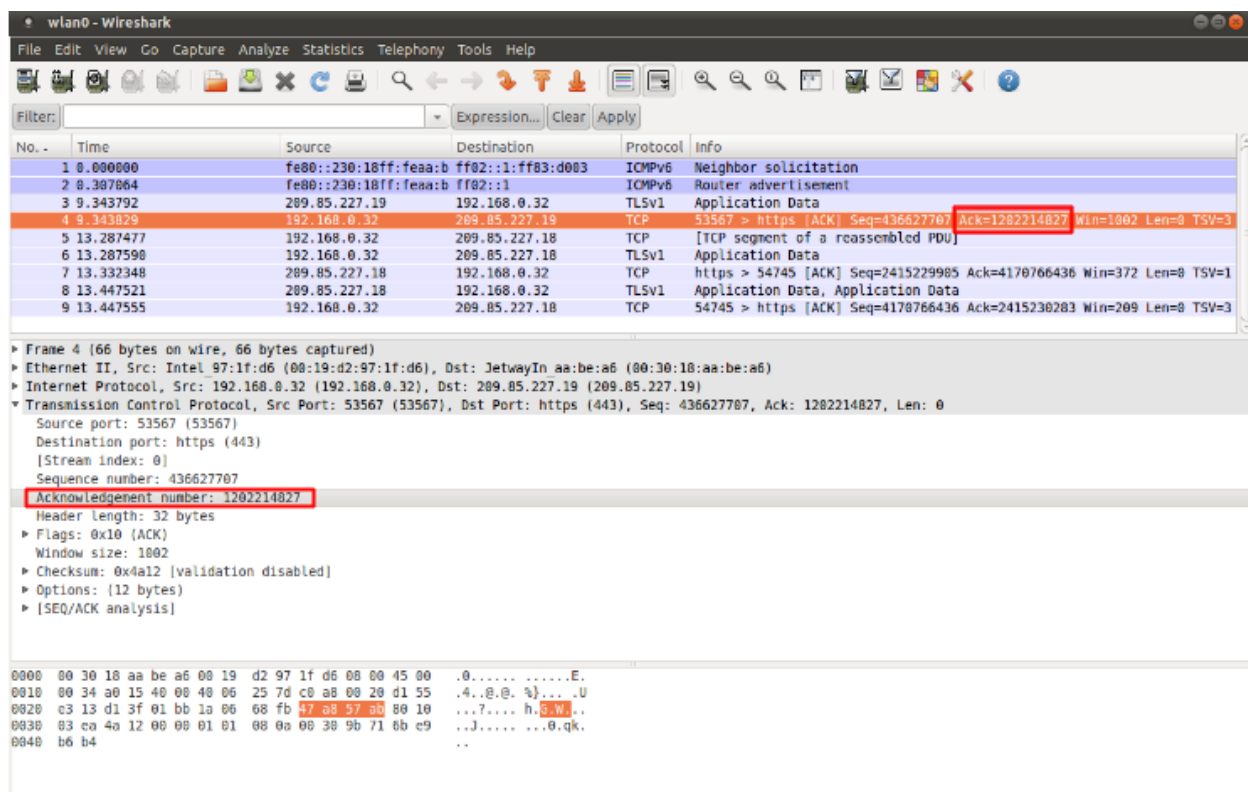 wlan0 - Wireshark
File Edit View Go Capture Analyze Statistics Telephony Tools Help
Filter: Expression... Clear Apply
No. . Time Source Destination Protocol Info
1 0.000000 fe80::230:18ff:feaa:b ff02::1:ff83:d003 ICMPv6 Neighbor solicitation
2 0.307064 fe80::230:18ff:feaa:b ff02::1 ICMPv6 Router advertisement
3 9.343792 209.85.227.19 192.168.0.32 TLSv1 Application Data
4 9.343829 192.168.0.32 209.85.227.19 TCP 53567 > https [ACK] Seq=436627707 Ack=1202214827 Win=1002 Len=0 TSV=3
5 13.287477 192.168.0.32 209.85.227.18 TCP [TCP segment of a reassembled PDU]
6 13.287590 192.168.0.32 209.85.227.18 TLSv1 Application Data
7 13.332348 209.85.227.18 192.168.0.32 TCP https > 54745 [ACK] Seq=2415229905 Ack=4170766436 Win=372 Len=0 TSV=1
8 13.447521 209.85.227.18 192.168.0.32 TLSv1 Application Data, Application Data
9 13.447555 192.168.0.32 209.85.227.18 TCP 54745 > https [ACK] Seq=4170766436 Ack=2415230283 Win=209 Len=0 TSV=3
Frame 4 (66 bytes on wire, 66 bytes captured)
Ethernet II, Src: Intel_97:1f:d6 (00:19:d2:97:1f:d6), Dst: JetwayIn_aa:be:a6 (00:30:18:aa:be:a6)
Internet Protocol, Src: 192.168.0.32 (192.168.0.32), Dst: 209.85.227.19 (209.85.227.19)
Transmission Control Protocol, Src Port: 53567 (53567), Dst Port: https (443), Seq: 436627707, Ack: 1202214827, Len: 0
Source port: 53567 (53567)
Destination port: https (443)
[Stream index: 0]
Sequence number: 436627707
Acknowledgement number: 1202214827
Header length: 32 bytes
Flags: 0x10 (ACK)
Window size: 1002
Checksum: 0x4a12 [validation disabled]
Options: (12 bytes)
[SEQ/ACK analysis]
0000 00 30 18 aa be a6 00 19 d2 97 1f d6 08 00 45 00 .0...... ......E.
0010 00 34 a0 15 40 00 40 06 25 7d c0 a8 00 20 d1 55 .4..@.@. %}... .U
0020 e3 13 d1 3f 01 bb 1a 06 68 fb 47 a8 57 ab 80 10 ...?.... h.G.W...
0030 03 ea 4a 12 00 00 01 01 08 0a 00 30 9b 71 6b c9 ..J..... ...0.qk.
0040 b6 b4 ..